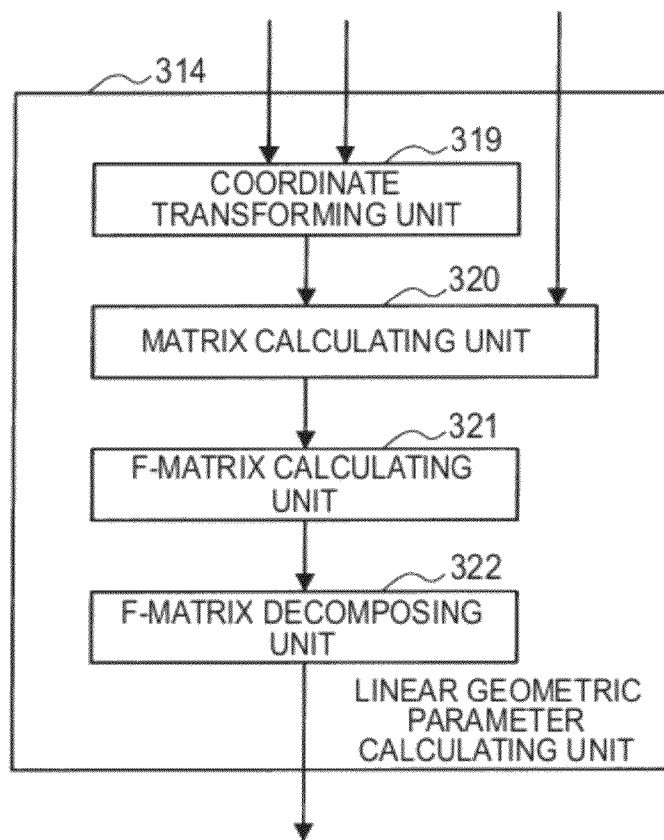 314
319
COORDINATE
TRANSFORMING UNIT
320
MATRIX CALCULATING UNIT
321
F-MATRIX CALCULATING
UNIT
322
F-MATRIX DECOMPOSING
UNIT
LINEAR GEOMETRIC
PARAMETER
CALCULATING UNIT